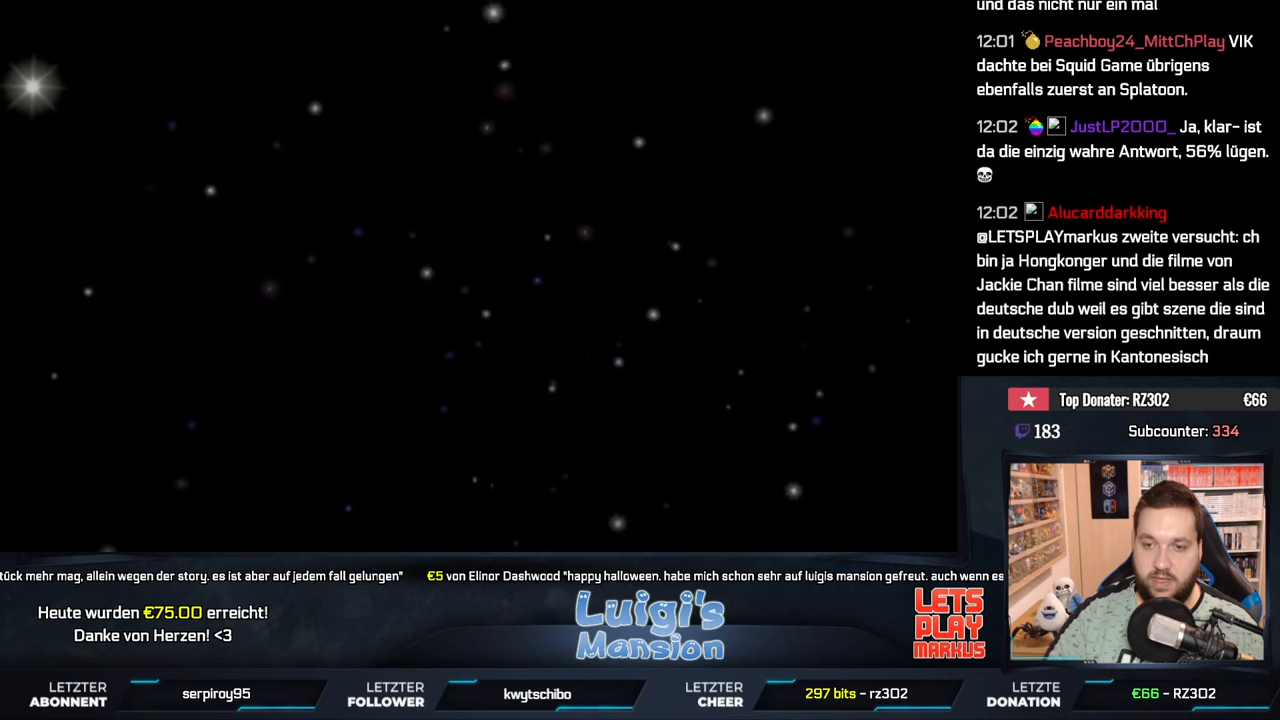 und das nicht nur ein mal
12:01 Peachboy24_MittChPlay VIK
dachte bei Squid Game übrigens
ebenfalls zuerst an Splatoon.
12:02 JustLP2000_ Ja, klar- ist
da die einzig wahre Antwort, 56% lügen.
12:02 Alucarddarkking
@LETSPLAYmarkus zweite versucht: ch
bin ja Hongkonger und die filme von
Jackie Chan filme sind viel besser als die
deutsche dub weil es gibt szene die sind
in deutsche version geschnitten, draum
gucke ich gerne in Kantonesisch
Top Donater: RZ302 €66
183 Subcounter: 334
tück mehr mag, allein wegen der story. es ist aber auf jedem fall gelungen" €5 von Elinor Dashwood "happy halloween. habe mich schon sehr auf luigis mansion gefreut. auch wenn es
Heute wurden €75.00 erreicht!
Danke von Herzen! <3
Luigi's
Mansion
LETS
PLAY
MARKUS
LETZTER
ABONNENT
serpiroy95
LETZTER
FOLLOWER
kwytschibo
LETZTER
CHEER
297 bits - rz302
LETZTE
DONATION
€66 - RZ302